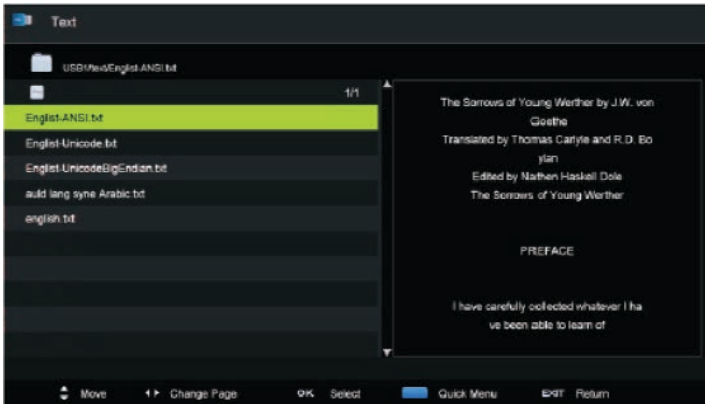 Text
USB1/text/Englist-ANSI.txt
1/1
Englist-ANSI.txt
Englist-Unicode.txt
Englist-UnicodeBigEndian.txt
auld lang syne Arabic.txt
english.txt
The Sorrows of Young Werther by J.W. von
Goethe
Translated by Thomas Carlyle and R.D. Bo
ylan
Edited by Nathen Haskell Dole
The Sorrows of Young Werther
PREFACE
I have carefully collected whatever I ha
ve been able to learn of
Move Change Page OK Select Quick Menu EXIT Return